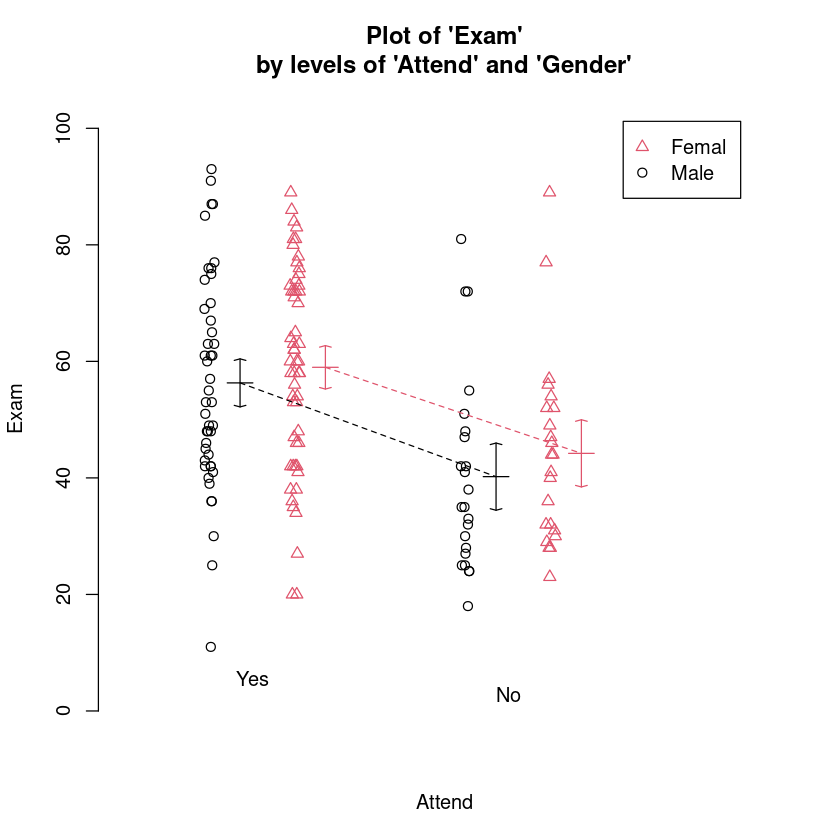 Plot of 'Exam'
by levels of 'Attend' and 'Gender'
100
80
60
40
20
0
Exam
Femal
Male
Yes
No
Attend